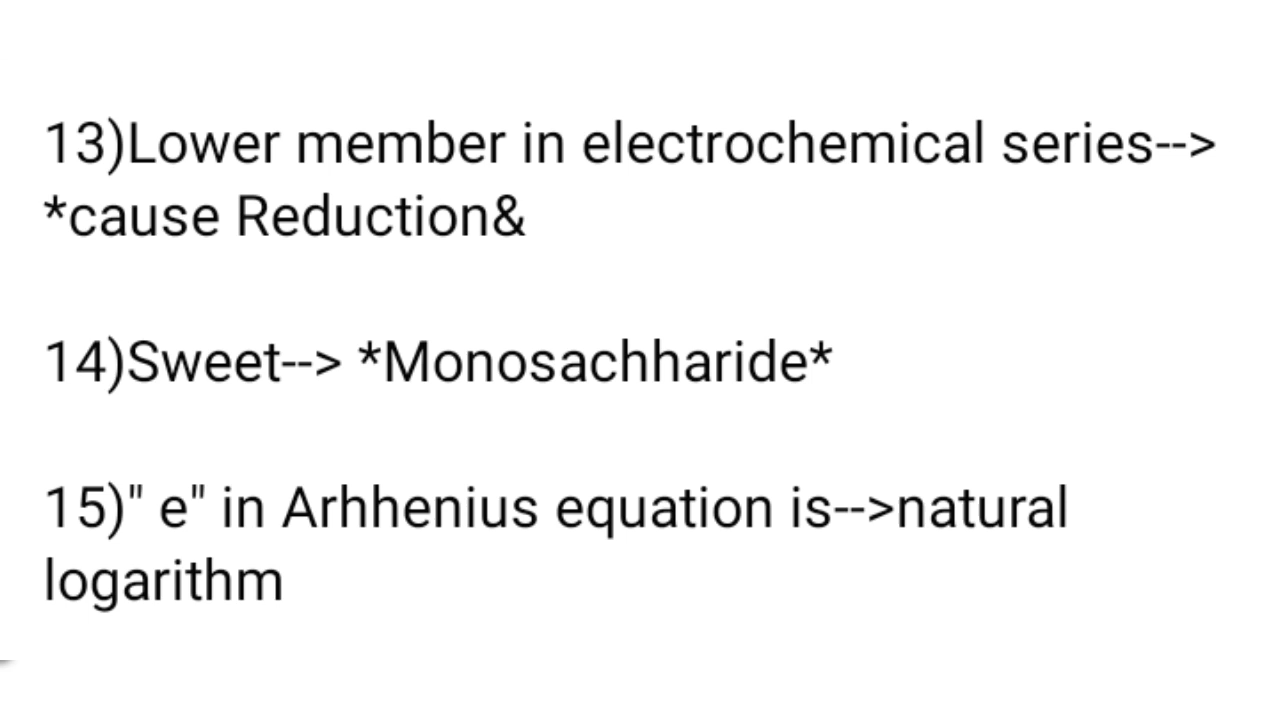 13)Lower member in electrochemical series-->
*cause Reduction&
14)Sweet--> *Monosachharide*
15)" e" in Arhhenius equation is-->natural
logarithm